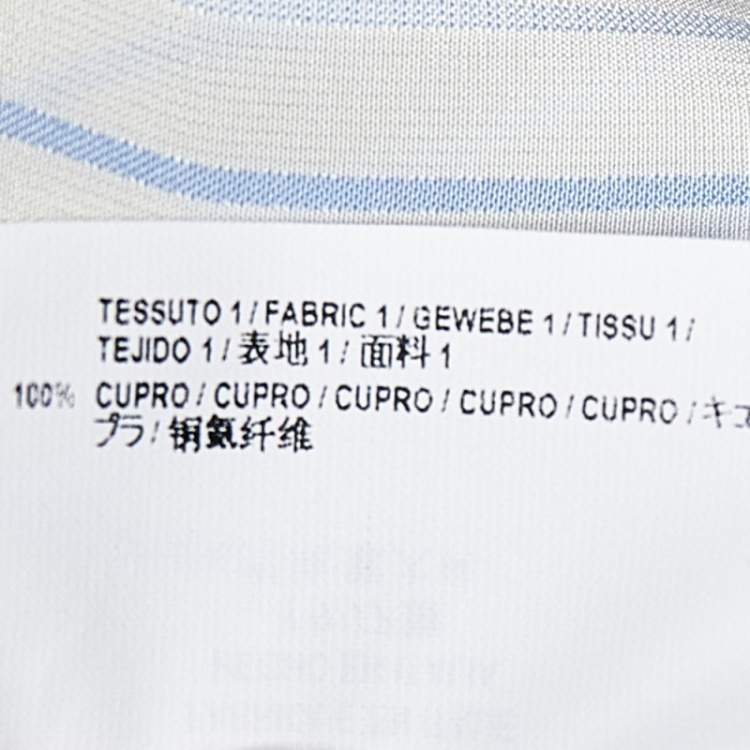 TESSUTO 1 / FABRIC 1 / GEWEBE 1 / TISSU 1 /
TEJIDO 1 / 表地 1 / 面料 1
100% CUPRO / CUPRO / CUPRO / CUPRO / CUPRO / キュ
プラ / 铜氨纤维